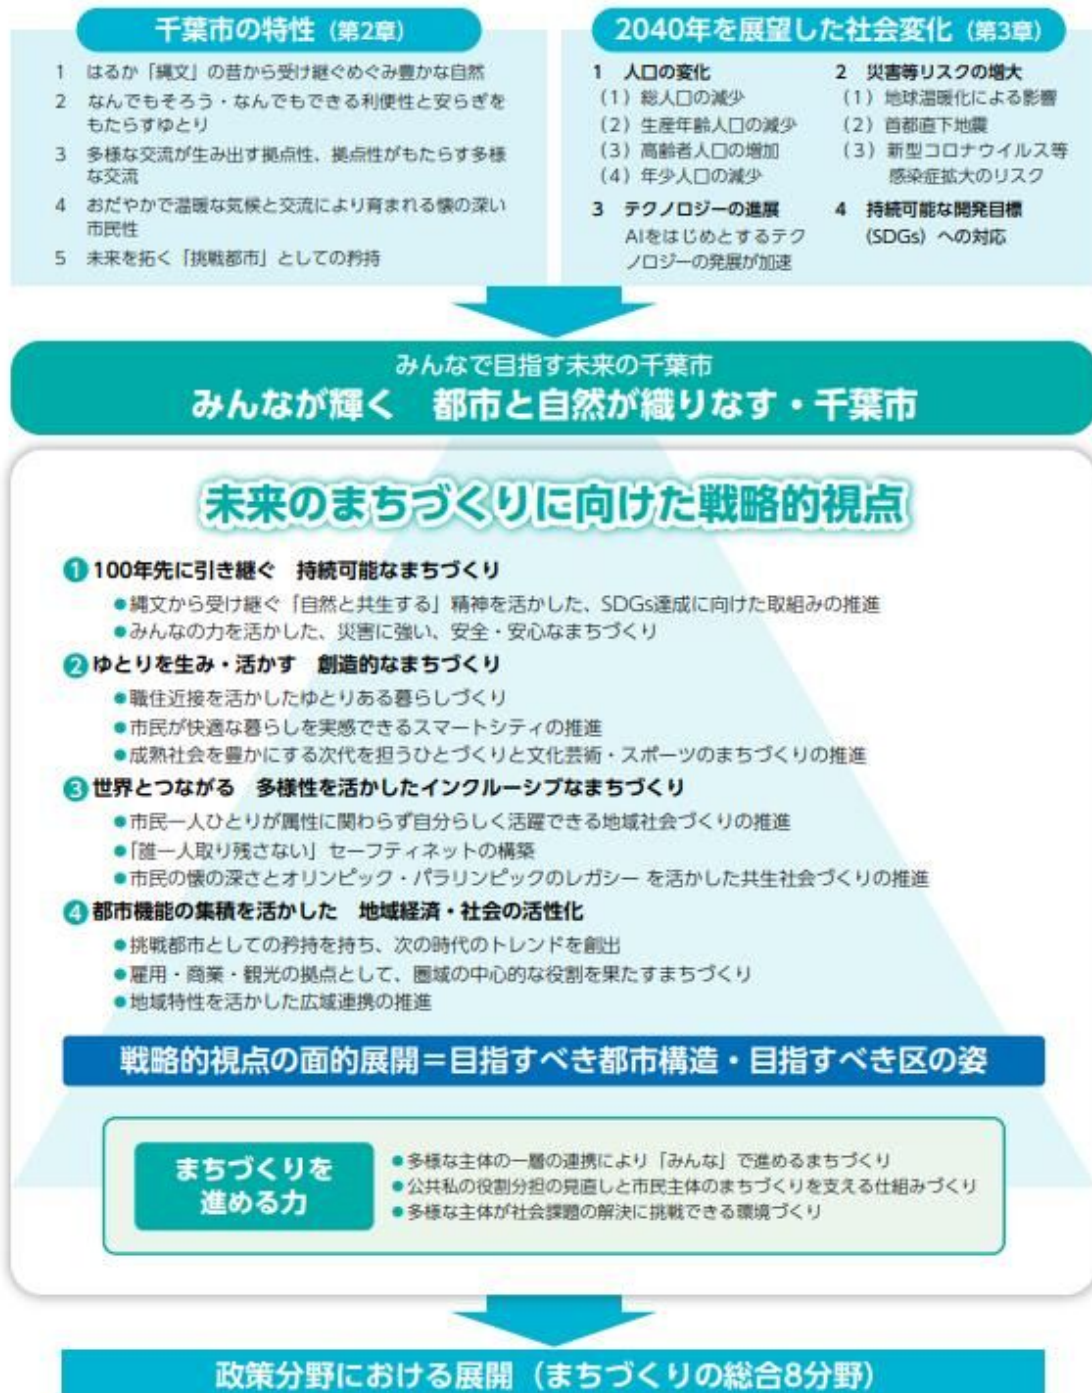 千葉市の特性（第2章）
1 はるか「縄文」の昔から受け継ぐめぐみ豊かな自然
2 なんでもそろう・なんでもできる利便性と安らぎを
もたらすゆとり
3 多様な交流が生み出す拠点性、拠点性がもたらす多様
な交流
4 おだやかで温暖な気候と交流により育まれる懐の深い
市民性
5 未来を拓く「挑戦都市」としての矜持
2040年を展望した社会変化（第3章）
1 人口の変化
（1）総人口の減少
（2）生産年齢人口の減少
（3）高齢者人口の増加
（4）年少人口の減少
2 災害等リスクの増大
（1）地球温暖化による影響
（2）首都直下地震
（3）新型コロナウイルス等
感染症拡大のリスク
3 テクノロジーの進展
AIをはじめとするテク
ノロジーの発展が加速
4 持続可能な開発目標
（SDGs）への対応
みんなで目指す未来の千葉市
みんなが輝く 都市と自然が織りなす・千葉市
未来のまちづくりに向けた戦略的視点
1 100年先に引き継ぐ 持続可能なまちづくり
●縄文から受け継ぐ「自然と共生する」精神を活かした、SDGs達成に向けた取組みの推進
●みんなの力を活かした、災害に強い、安全・安心なまちづくり
2 ゆとりを生み・活かす 創造的なまちづくり
●職住近接を活かしたゆとりある暮らしづくり
●市民が快適な暮らしを実感できるスマートシティの推進
●成熟社会を豊かにする次代を担うひとづくりと文化芸術・スポーツのまちづくりの推進
3 世界とつながる 多様性を活かしたインクルーシブなまちづくり
●市民一人ひとりが属性に関わらず自分らしく活躍できる地域社会づくりの推進
●「誰一人取り残さない」セーフティネットの構築
●市民の懐の深さとオリンピック・パラリンピックのレガシー を活かした共生社会づくりの推進
4 都市機能の集積を活かした 地域経済・社会の活性化
●挑戦都市としての矜持を持ち、次の時代のトレンドを創出
●雇用・商業・観光の拠点として、圏域の中心的な役割を果たすまちづくり
●地域特性を活かした広域連携の推進
戦略的視点の面的展開＝目指すべき都市構造・目指すべき区の姿
まちづくりを
進める力
●多様な主体の一層の連携により「みんな」で進めるまちづくり
●公共私の役割分担の見直しと市民主体のまちづくりを支える仕組みづくり
●多様な主体が社会課題の解決に挑戦できる環境づくり
政策分野における展開（まちづくりの総合8分野）